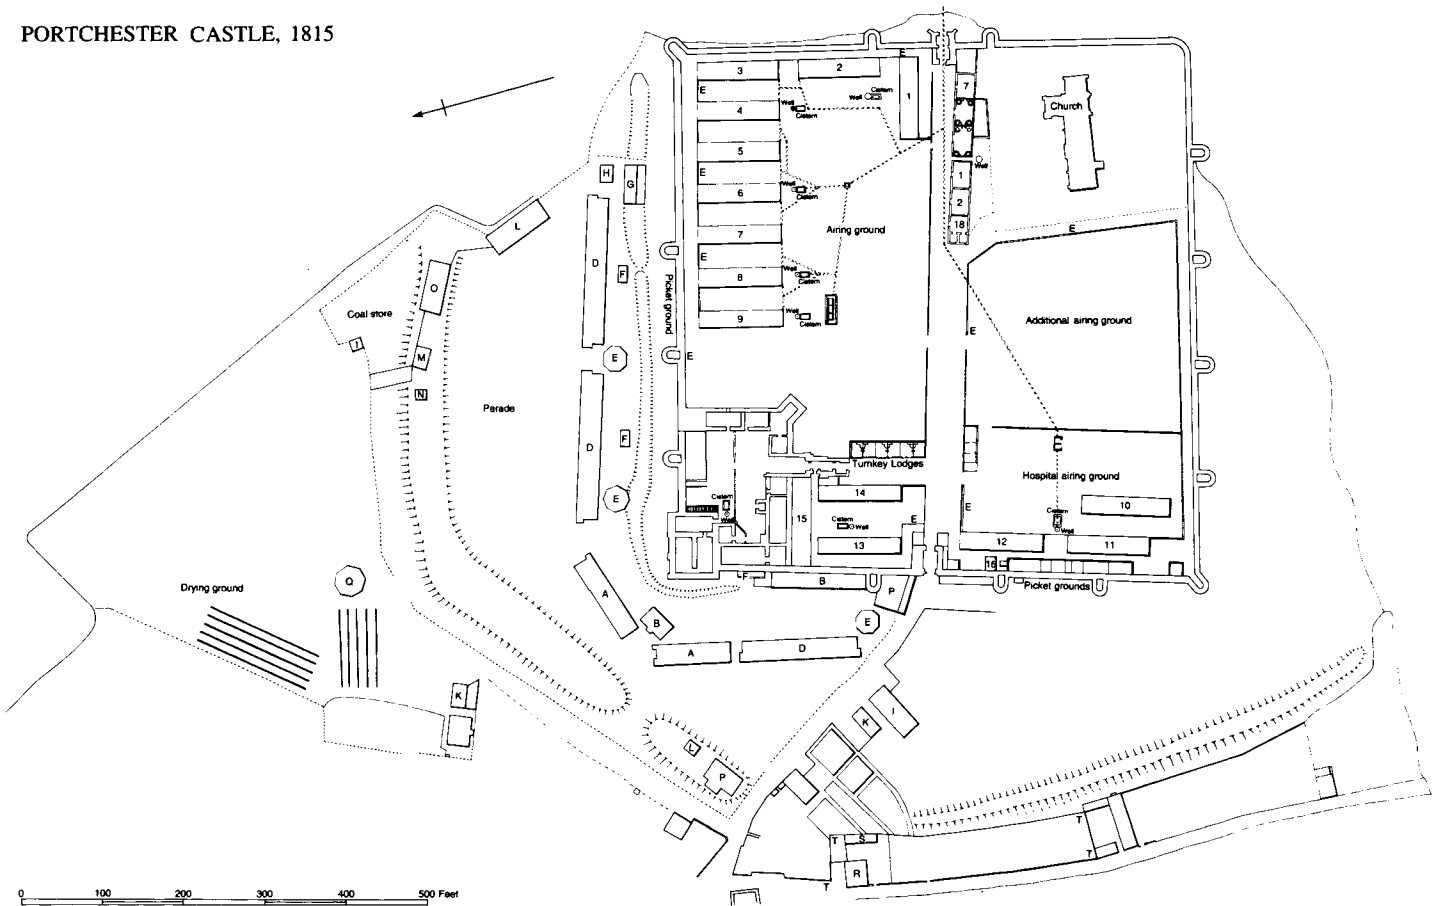 PORTCHESTER CASTLE, 1815
E
3
2
1
7
E
Well
Cistern
Well
Cistern
4
Church
5
Well
H
G
E
6
Well
Cistern
1
2
18
L
7
Airing ground
E
D
E
8
Well
Cistern
F
O
Picket ground
Coal store
9
Well
Cistern
Additional airing ground
J
M
E
E
E
N
Parade
D
F
Turnkey Lodges
Hospital airing ground
E
Cistern
Well
15
14
Cistern
Well
E
E
10
Cistern
Well
13
12
11
16
Picket grounds
Drying ground
Q
A
B
F
B
P
E
A
D
K
K
I
L
P
T
S
T
T
R
T
0 100 200 300 400 500 Feet